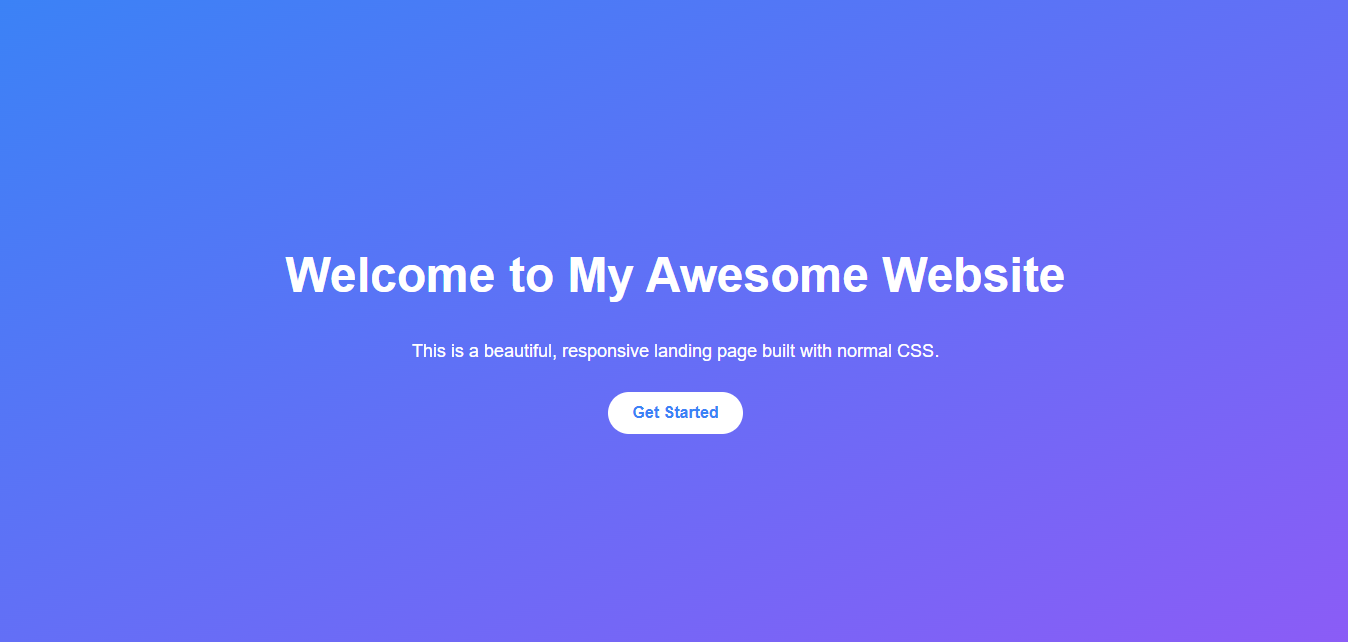 Welcome to My Awesome Website
This is a beautiful, responsive landing page built with normal CSS.
Get Started